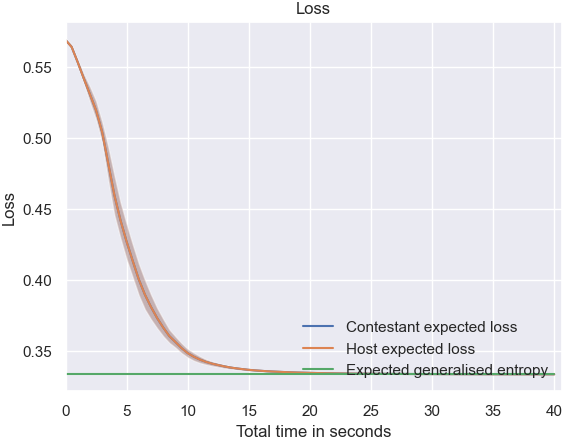 Loss
0.55
0.50
0.45
0.40
0.35
Loss
Contestant expected loss
Host expected loss
Expected generalised entropy
0 5 10 15 20 25 30 35 40
Total time in seconds